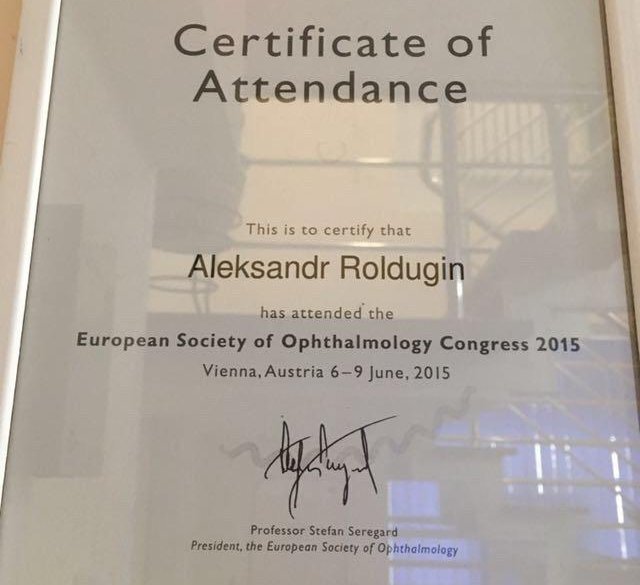 Certificate of
Attendance
This is to certify that
Aleksandr Roldugin
has attended the
European Society of Ophthalmology Congress 2015
Vienna, Austria 6–9 June, 2015
Professor Stefan Seregard
President, the European Society of Ophthalmology